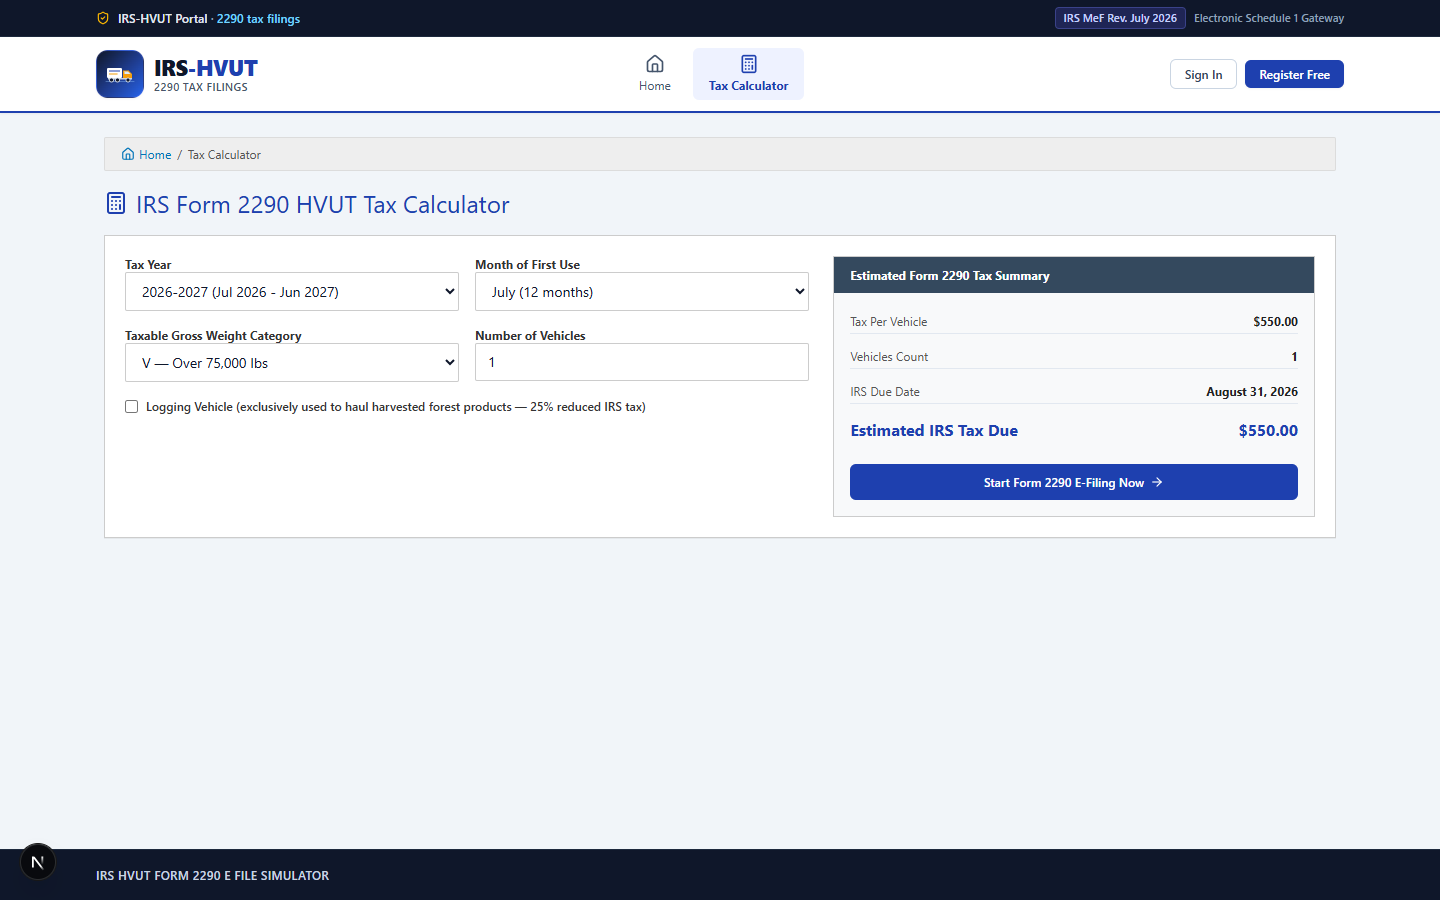 IRS-HVUT Portal · 2290 tax filings
IRS MeF Rev. July 2026
Electronic Schedule 1 Gateway
IRS-HVUT
2290 TAX FILINGS
Home
Tax Calculator
Sign In
Register Free
Home / Tax Calculator
IRS Form 2290 HVUT Tax Calculator
Tax Year
2026-2027 (Jul 2026 - Jun 2027)
Month of First Use
July (12 months)
Taxable Gross Weight Category
V — Over 75,000 lbs
Number of Vehicles
1
Logging Vehicle (exclusively used to haul harvested forest products — 25% reduced IRS tax)
Estimated Form 2290 Tax Summary
Tax Per Vehicle $550.00
Vehicles Count 1
IRS Due Date August 31, 2026
Estimated IRS Tax Due $550.00
Start Form 2290 E-Filing Now →
N
IRS HVUT FORM 2290 E FILE SIMULATOR